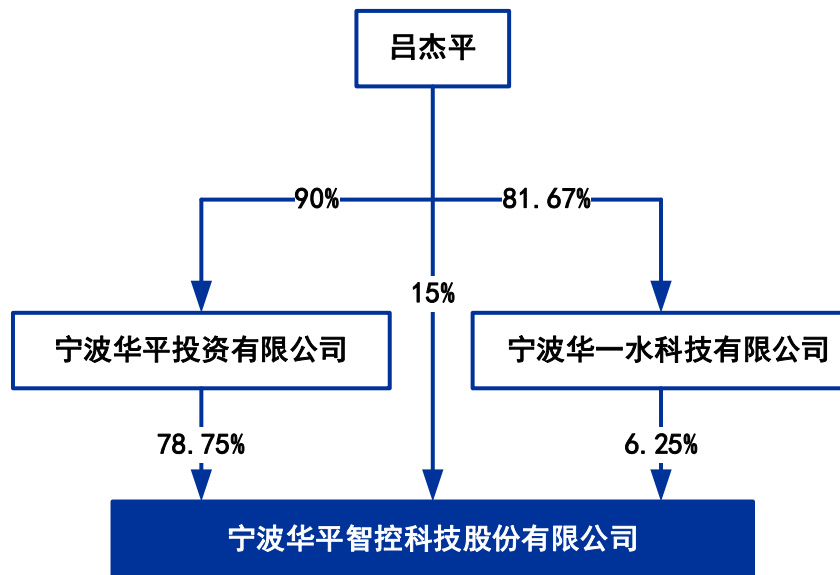 吕杰平
90%
81.67%
15%
宁波华平投资有限公司
宁波华一水科技有限公司
78.75%
6.25%
宁波华平智控科技股份有限公司